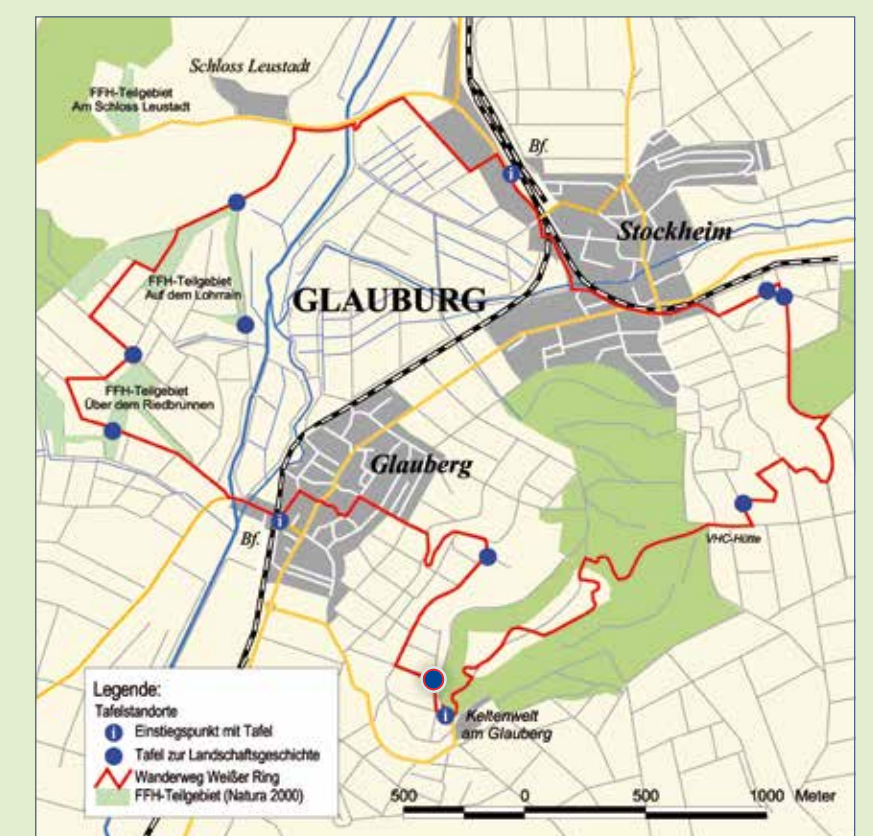 Schloss Leustadt
FFH-Teilgebiet
Am Schloss Leustadt
Bf.
Stockheim
FFH-Teilgebiet
Auf dem Lohrrain
GLAUBURG
FFH-Teilgebiet
Über dem Riedbrunnen
Glauberg
Bf.
VHC-Hütte
Keltenwelt
am Glauberg
Legende:
Tafelstandorte
i Einstiegspunkt mit Tafel
Tafel zur Landschaftsgeschichte
Wanderweg Weißer Ring
FFH-Teilgebiet (Natura 2000)
500 0 500 1000 Meter